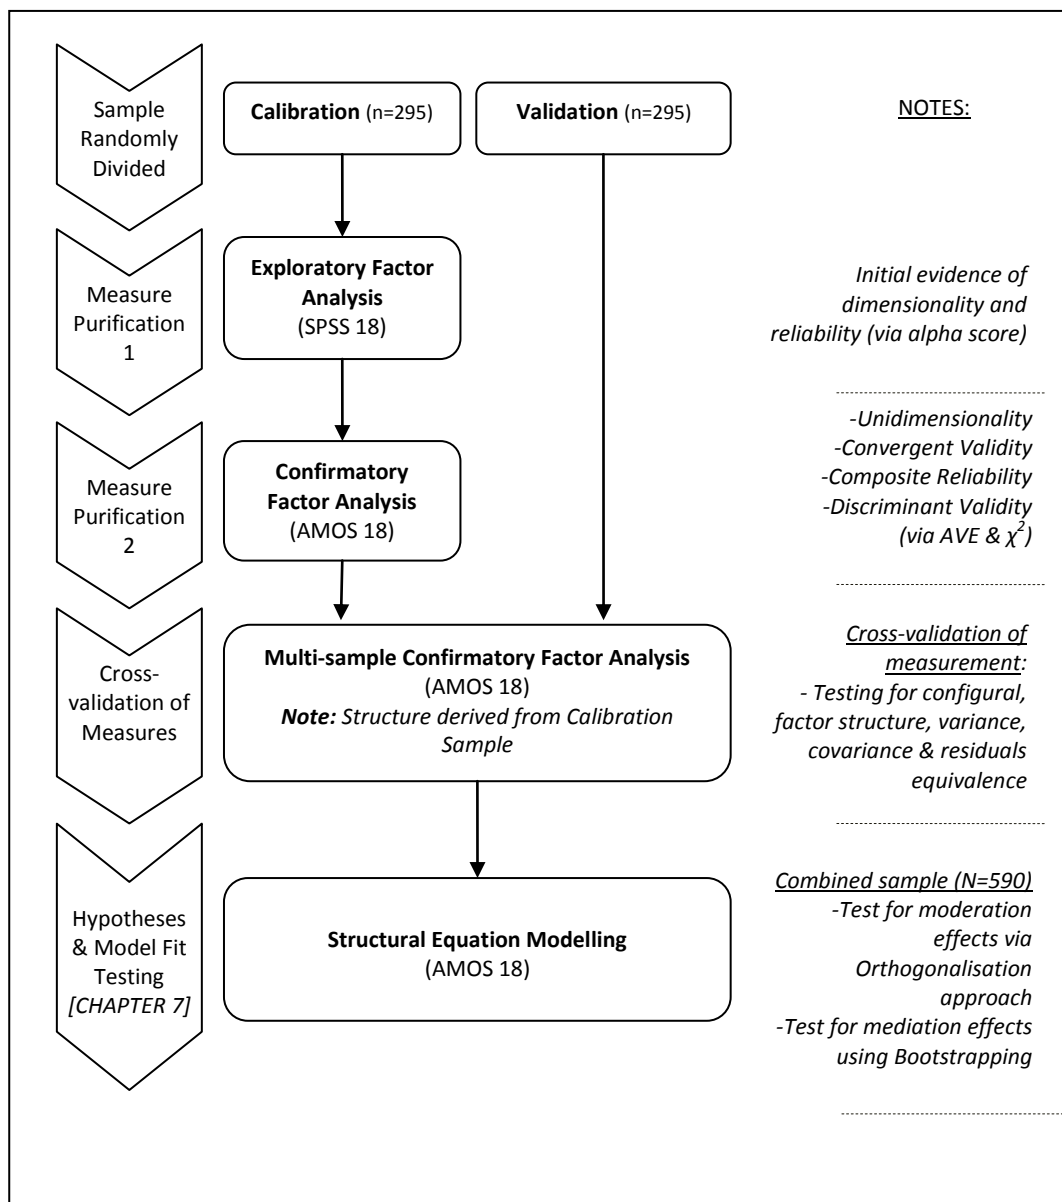 Sample
Randomly
Divided
Calibration (n=295)
Validation (n=295)
NOTES:
Measure
Purification
1
Exploratory Factor
Analysis
(SPSS 18)
Initial evidence of
dimensionality and
reliability (via alpha score)
Measure
Purification
2
Confirmatory
Factor Analysis
(AMOS 18)
-Unidimensionality
-Convergent Validity
-Composite Reliability
-Discriminant Validity
(via AVE & χ²)
Cross-
validation of
Measures
Multi-sample Confirmatory Factor Analysis
(AMOS 18)
Note: Structure derived from Calibration
Sample
Cross-validation of
measurement:
- Testing for configural,
factor structure, variance,
covariance & residuals
equivalence
Hypotheses
& Model Fit
Testing
[CHAPTER 7]
Structural Equation Modelling
(AMOS 18)
Combined sample (N=590)
-Test for moderation
effects via
Orthogonalisation
approach
-Test for mediation effects
using Bootstrapping